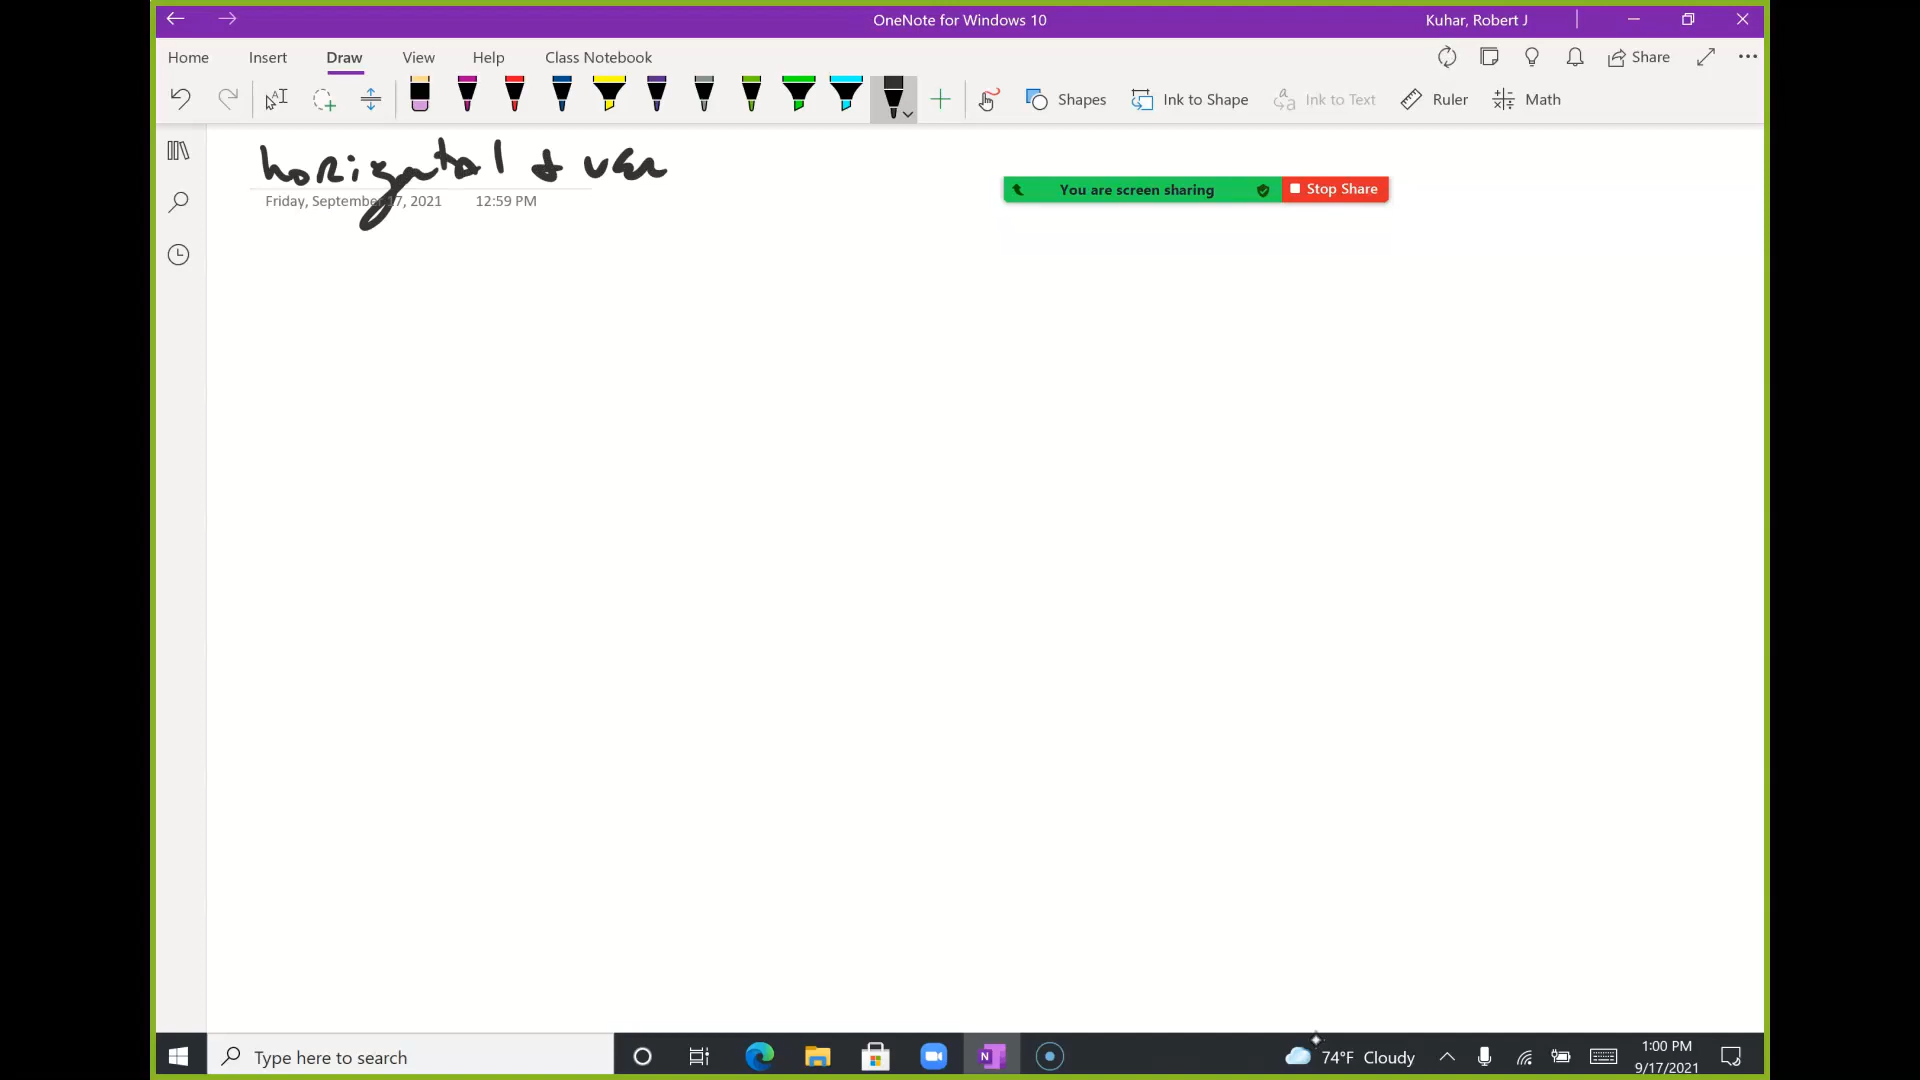 OneNote for Windows 10
Kuhar, Robert J
Home Insert Draw View Help Class Notebook Share
Shapes Ink to Shape Ink to Text Ruler Math
horizontal & ver
Friday, September 17, 2021 12:59 PM
You are screen sharing Stop Share
Type here to search
74°F Cloudy
1:00 PM
9/17/2021